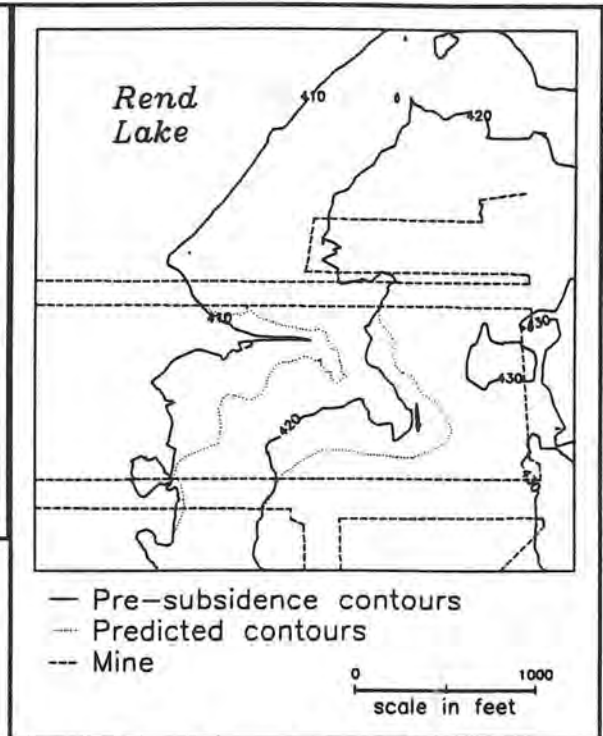 Rend
Lake
410
420
410
430
430
420
— Pre-subsidence contours
Predicted contours
--- Mine
0 1000
scale in feet